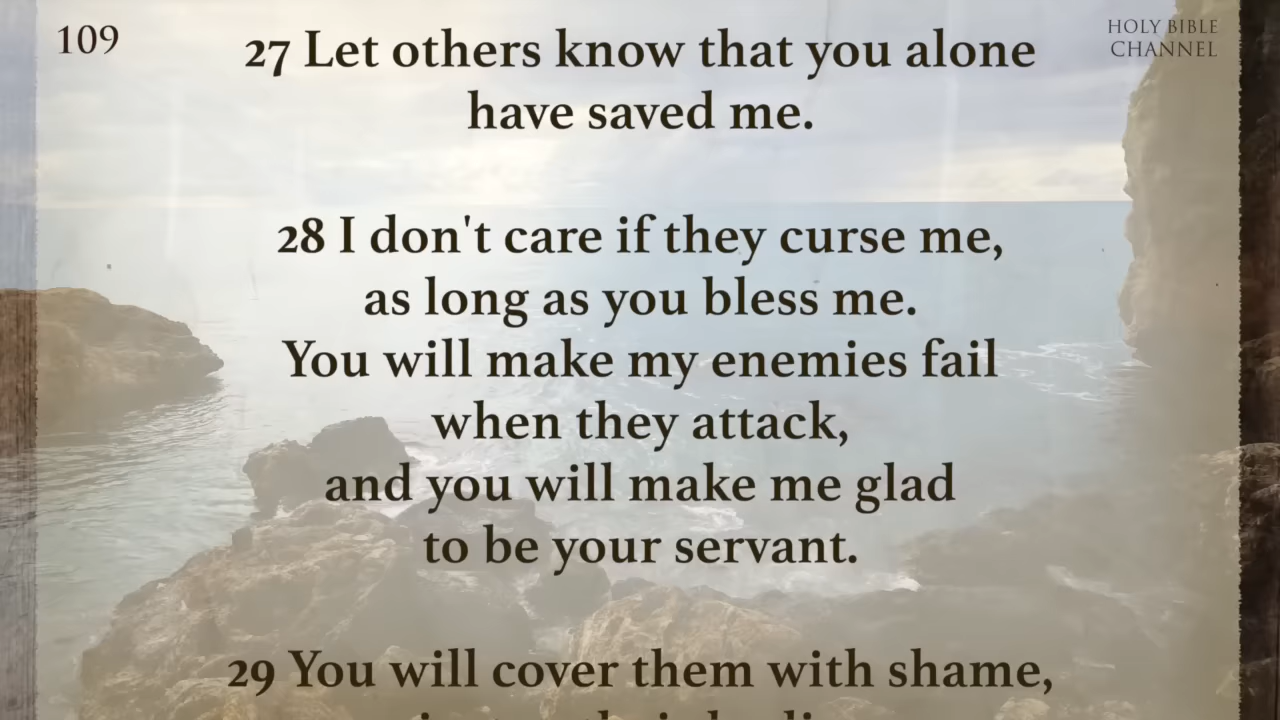 109
HOLY BIBLE
CHANNEL
27 Let others know that you alone
have saved me.
28 I don't care if they curse me,
as long as you bless me.
You will make my enemies fail
when they attack,
and you will make me glad
to be your servant.
29 You will cover them with shame,